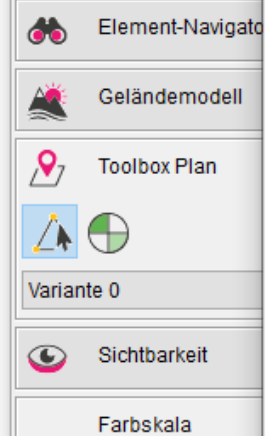 Element-Navigato
Geländemodell
Toolbox Plan
Variante 0
Sichtbarkeit
Farbskala